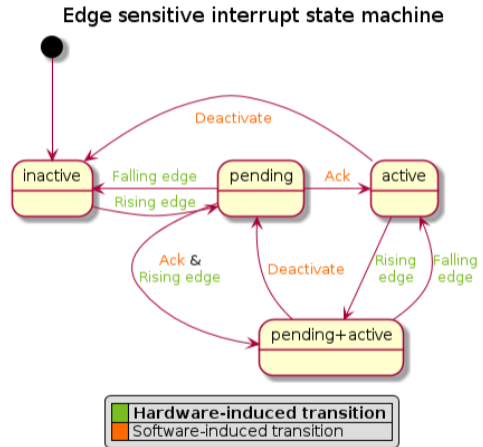 Edge sensitive interrupt state machine
Deactivate
inactive
Falling edge
pending
Ack
active
Rising edge
Ack &
Rising edge
Deactivate
Rising
edge
Falling
edge
pending+active
Hardware-induced transition
Software-induced transition